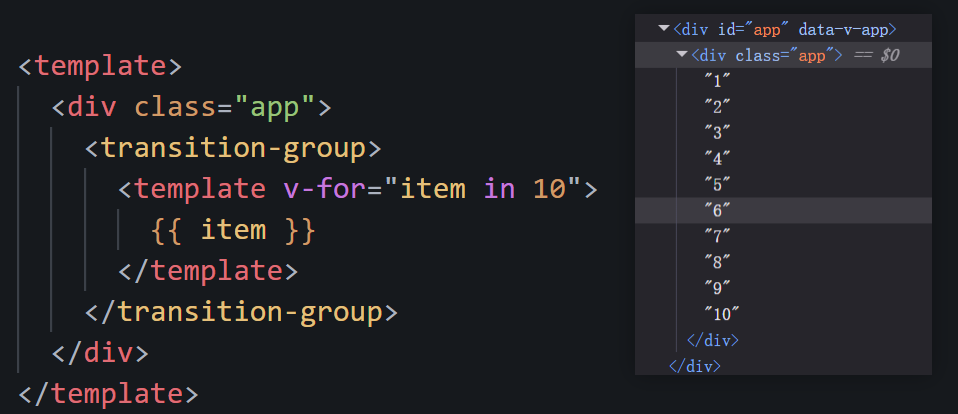 <template>
<div class="app">
<transition-group>
<template v-for="item in 10">
{{ item }}
</template>
</transition-group>
</div>
</template>
<div id="app" data-v-app>
<div class="app"> == $0
"1"
"2"
"3"
"4"
"5"
"6"
"7"
"8"
"9"
"10"
</div>
</div>